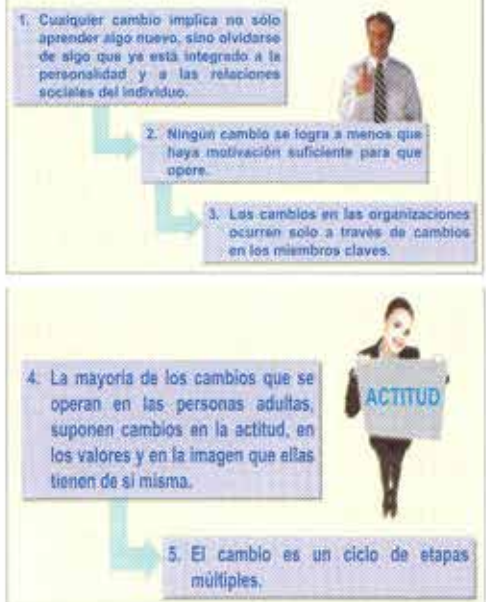 1. Cualquier cambio implica no sólo
aprender algo nuevo, sino olvidarse
de algo que ya está integrado a la
personalidad y a las relaciones
sociales del individuo.
2. Ningún cambio se logra a menos que
haya motivación suficiente para que
opere.
3. Los cambios en las organizaciones
ocurren solo a través de cambios
en los miembros claves.
4. La mayoría de los cambios que se
operan en las personas adultas,
suponen cambios en la actitud, en
los valores y en la imagen que ellas
tienen de si misma.
ACTITUD
5. El cambio es un ciclo de etapas
múltiples.